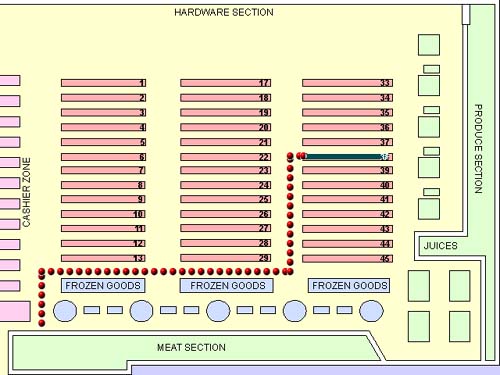 HARDWARE SECTION
1 17 33
2 18 34
3 19 35
4 20 36
5 21 37
6 22 38
7 23 39
8 24 40
9 25 41
10 26 42
11 27 43
12 28 44
13 29 45
CASHIER ZONE
PRODUCE SECTION
JUICES
FROZEN GOODS FROZEN GOODS FROZEN GOODS
MEAT SECTION